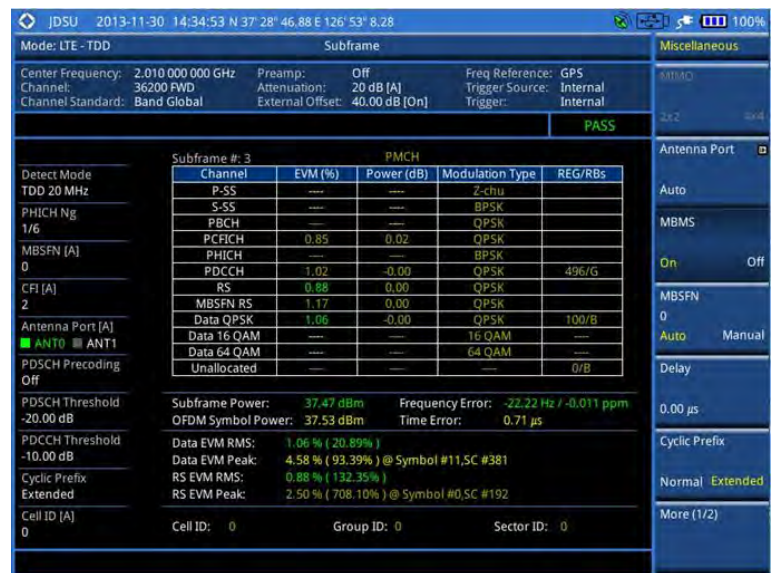 JDSU 2013-11-30 14:34:53 N 37° 28" 46.88 E 126° 53" 8.28 100%
Mode: LTE - TDD Subframe Miscellaneous
Center Frequency: 2.010 000 000 GHz Preamp: Off Freq Reference: GPS
Channel: 36200 FWD Attenuation: 20 dB [A] Trigger Source: Internal
Channel Standard: Band Global External Offset: 40.00 dB [On] Trigger: Internal
MIMO
2x2 4x4
PASS
Detect Mode
TDD 20 MHz
PHICH Ng
1/6
MBSFN [A]
0
CFI [A]
2
Antenna Port [A]
ANT0 ANT1
PDSCH Precoding
Off
PDSCH Threshold
-20.00 dB
PDCCH Threshold
-10.00 dB
Cyclic Prefix
Extended
Cell ID [A]
0
Subframe #: 3 PMCH
Channel EVM (%) Power (dB) Modulation Type REG/RBs
P-SS ---- ---- Z-chu
S-SS ---- ---- BPSK
PBCH ---- ---- QPSK
PCFICH 0.85 0.02 QPSK
PHICH ---- ---- BPSK
PDCCH 1.02 -0.00 QPSK 496/G
RS 0.88 0.00 QPSK
MBSFN RS 1.17 0.00 QPSK
Data QPSK 1.06 -0.00 QPSK 100/B
Data 16 QAM ---- ---- 16 QAM ----
Data 64 QAM ---- ---- 64 QAM ----
Unallocated ---- ---- ---- 0/B
Subframe Power: 37.47 dBm Frequency Error: -22.22 Hz / -0.011 ppm
OFDM Symbol Power: 37.53 dBm Time Error: 0.71 µs
Data EVM RMS: 1.06 % ( 20.89% )
Data EVM Peak: 4.58 % ( 93.39% ) @ Symbol #11,SC #381
RS EVM RMS: 0.88 % ( 132.35% )
RS EVM Peak: 2.50 % ( 708.10% ) @ Symbol #0,SC #192
Cell ID: 0 Group ID: 0 Sector ID: 0
Antenna Port
Auto
MBMS
On Off
MBSFN
0
Auto Manual
Delay
0.00 µs
Cyclic Prefix
Normal Extended
More (1/2)